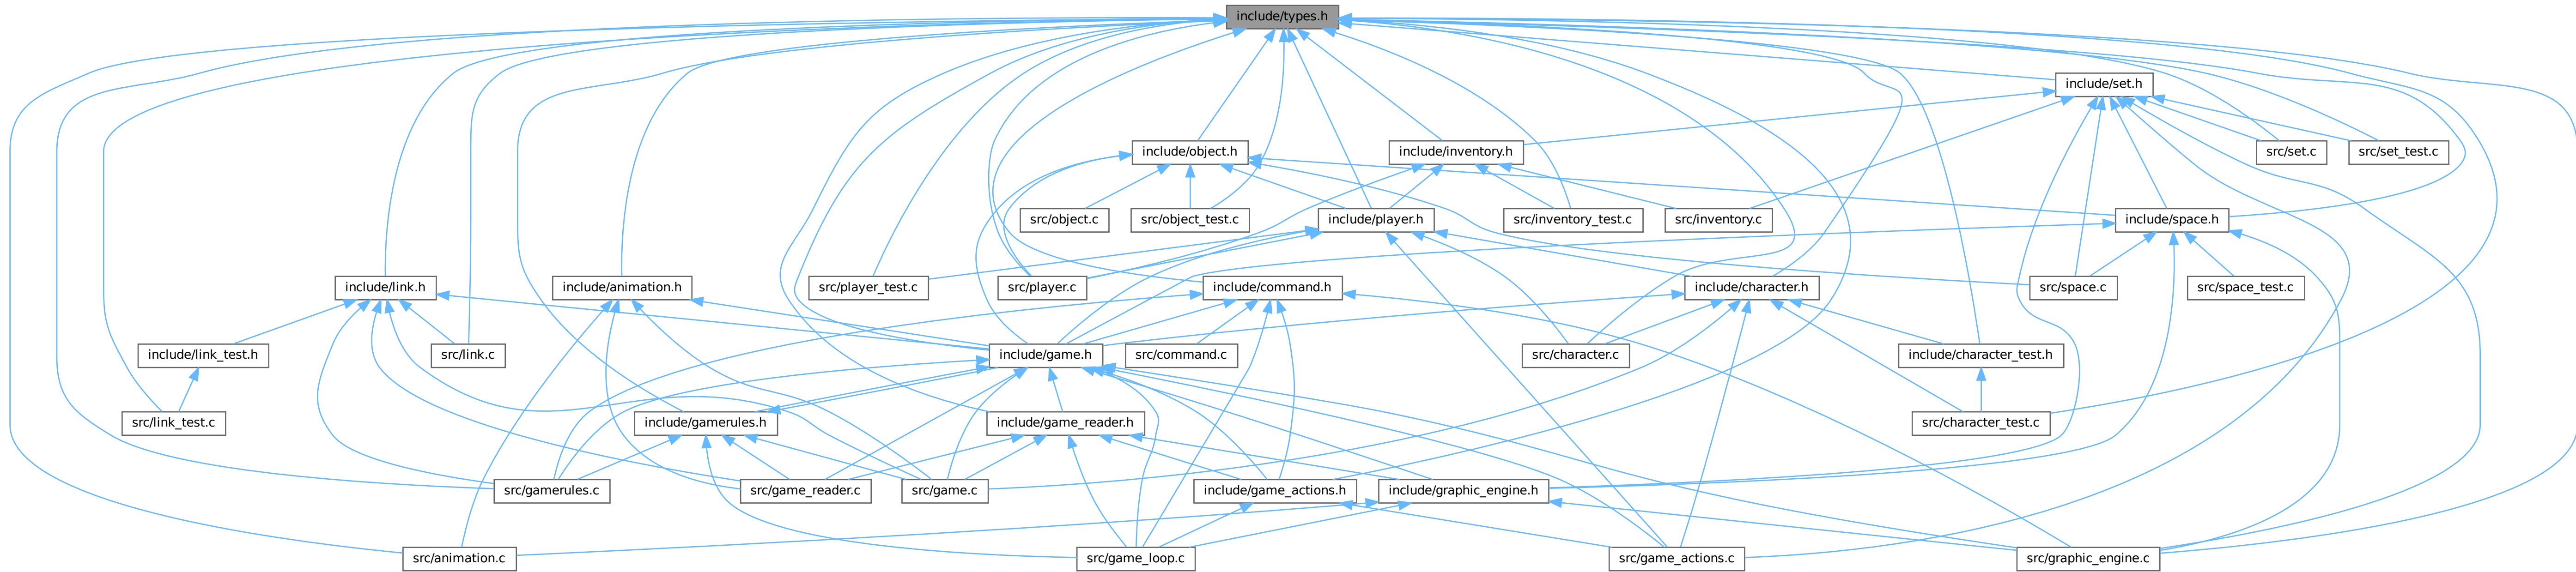 include/types.h
include/set.h
include/object.h
include/inventory.h
src/set.c
src/set_test.c
src/object.c
src/object_test.c
include/player.h
src/inventory_test.c
src/inventory.c
include/space.h
include/link.h
include/animation.h
src/player_test.c
src/player.c
include/command.h
include/character.h
src/space.c
src/space_test.c
include/link_test.h
src/link.c
include/game.h
src/command.c
src/character.c
include/character_test.h
src/link_test.c
include/gamerules.h
include/game_reader.h
src/character_test.c
src/gamerules.c
src/game_reader.c
src/game.c
include/game_actions.h
include/graphic_engine.h
src/animation.c
src/game_loop.c
src/game_actions.c
src/graphic_engine.c